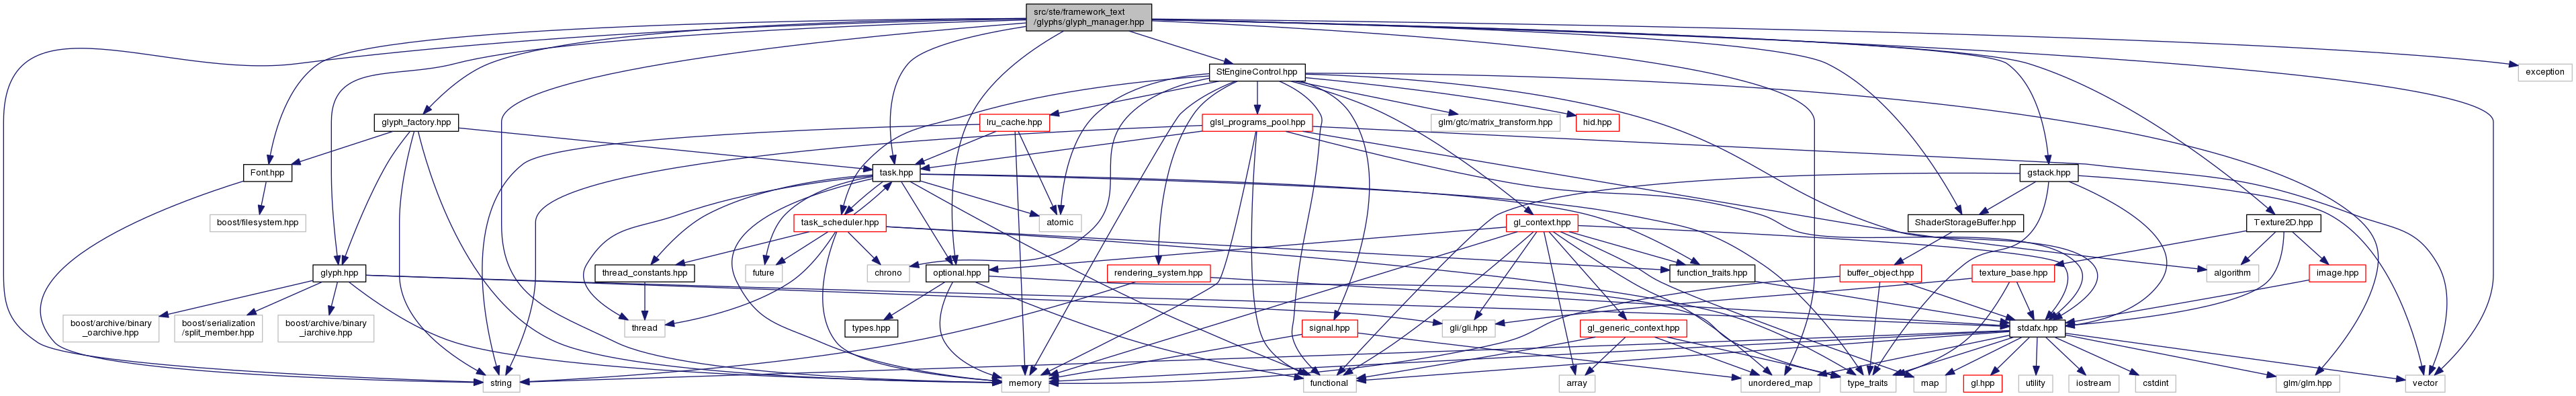 src/ste/framework_text
/glyphs/glyph_manager.hpp
StEngineControl.hpp
exception
glyph_factory.hpp
lru_cache.hpp
glsl_programs_pool.hpp
glm/gtc/matrix_transform.hpp
hid.hpp
Font.hpp
task.hpp
gstack.hpp
boost/filesystem.hpp
task_scheduler.hpp
atomic
gl_context.hpp
ShaderStorageBuffer.hpp
Texture2D.hpp
glyph.hpp
thread_constants.hpp
future
chrono
optional.hpp
rendering_system.hpp
function_traits.hpp
buffer_object.hpp
texture_base.hpp
algorithm
image.hpp
boost/archive/binary
_oarchive.hpp
boost/serialization
/split_member.hpp
boost/archive/binary
_iarchive.hpp
thread
types.hpp
signal.hpp
gli/gli.hpp
gl_generic_context.hpp
stdafx.hpp
string
memory
functional
array
unordered_map
type_traits
map
gl.hpp
utility
iostream
cstdint
glm/glm.hpp
vector